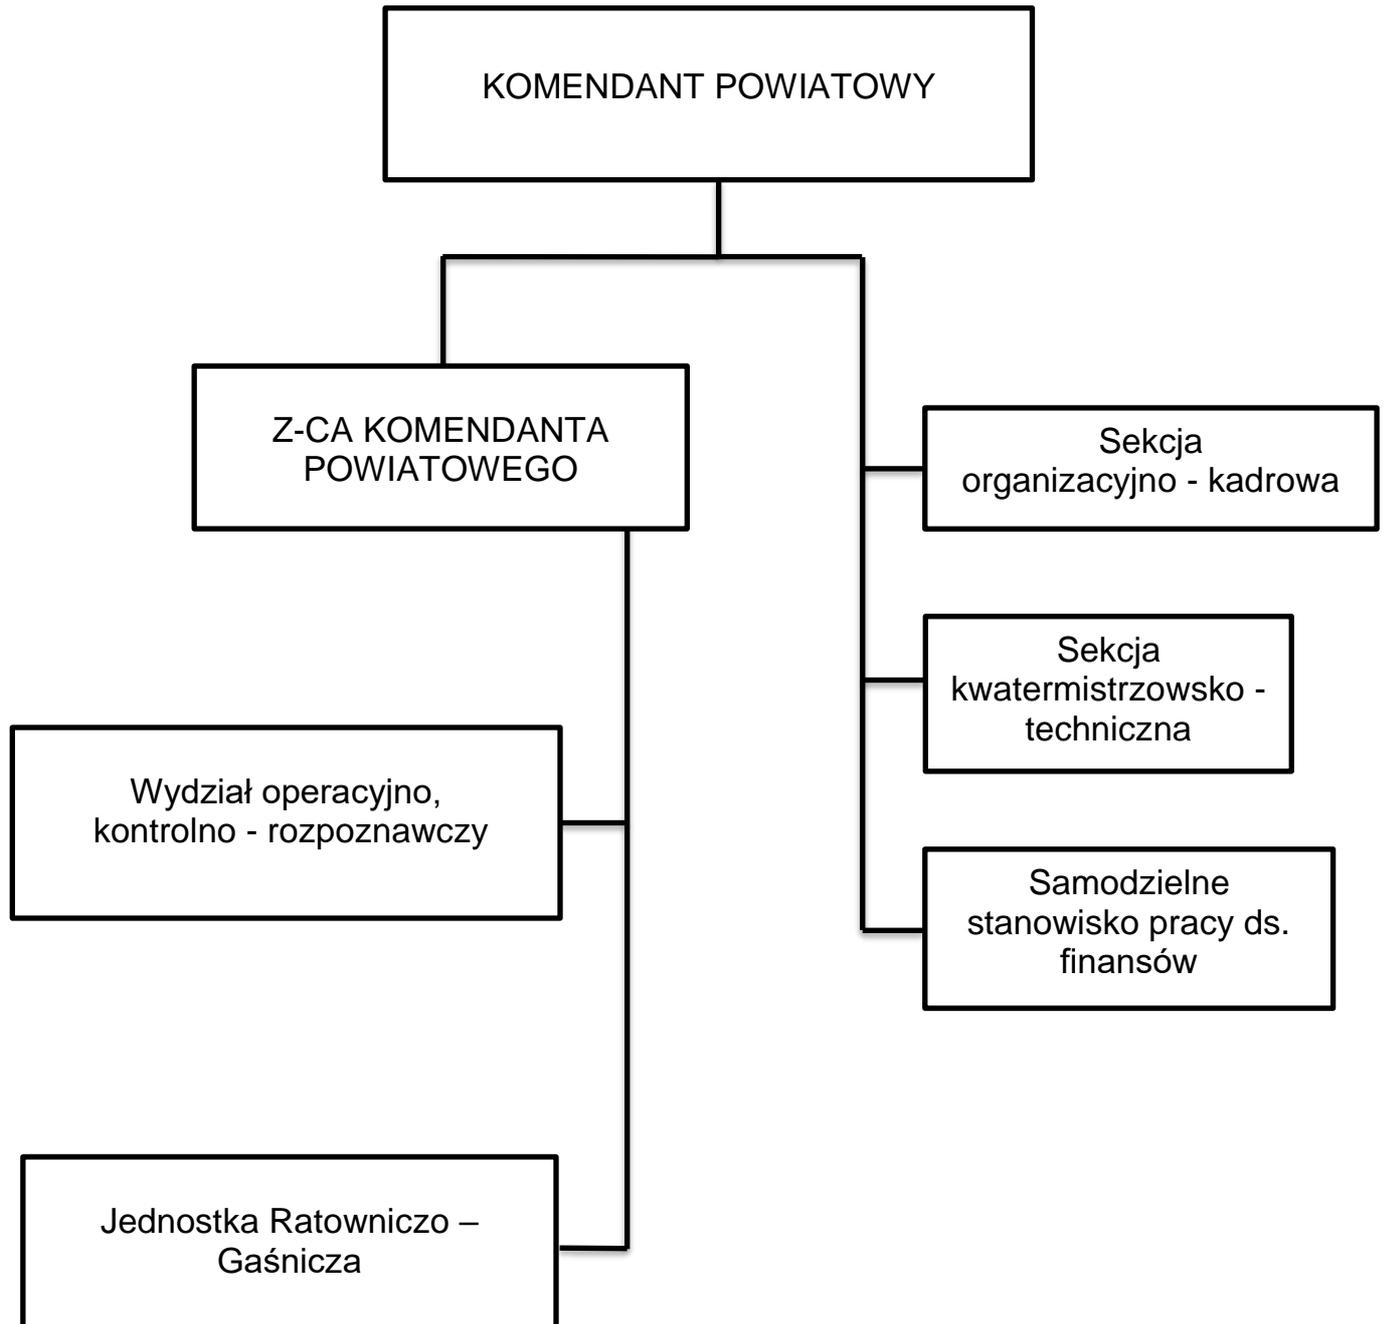 KOMENDANT POWIATOWY
Z-CA KOMENDANTA
POWIATOWEGO
Sekcja
organizacyjno - kadrowa
Sekcja
kwatermistrzowsko -
techniczna
Wydział operacyjno,
kontrolno - rozpoznawczy
Samodzielne
stanowisko pracy ds.
finansów
Jednostka Ratowniczo –
Gaśnicza